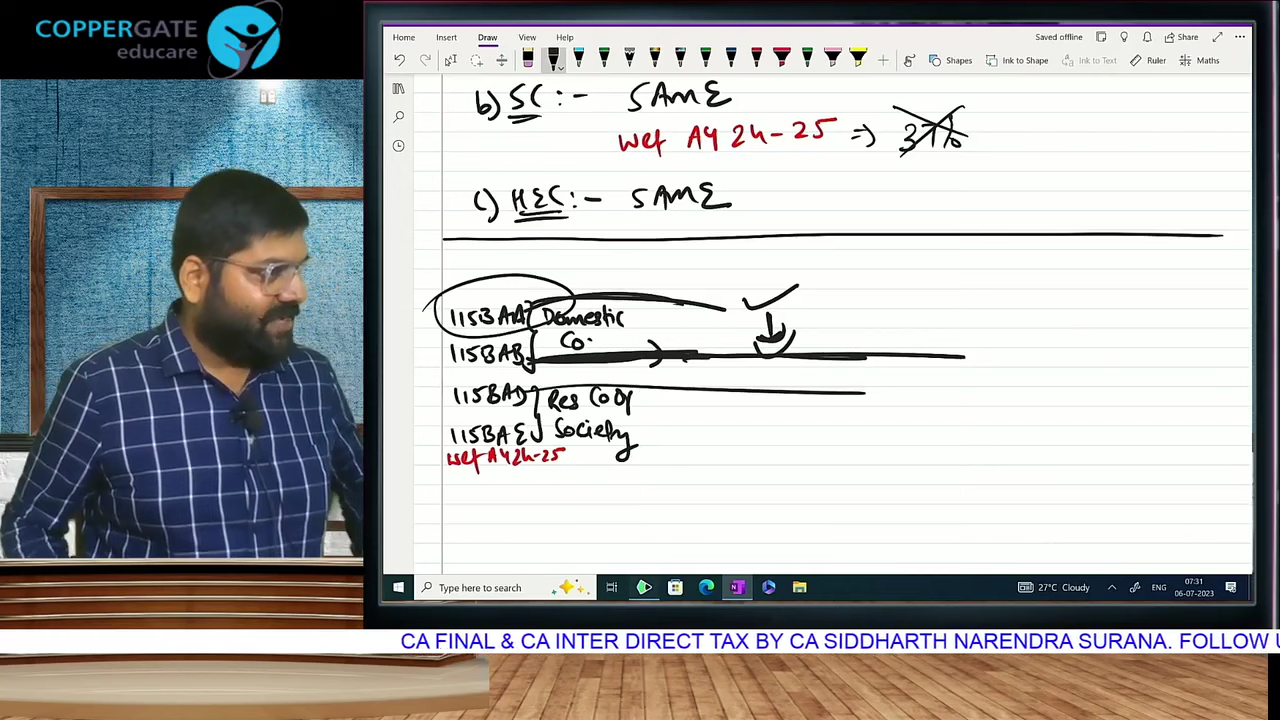 COPPERGATE
educare
Home Insert Draw View Help
Saved offline
Share
Shapes
Ink to Shape
Ink to Text
Ruler
Maths
b) SC :- SAME
wef AY 24-25 => 37%
c) HEC :- SAME
115BAA Domestic
115BAB Co.
115BAD Res CoOp
115BAE Society
wef AY 24-25
Type here to search
27°C Cloudy
ENG
07:31
06-07-2023
CA FINAL & CA INTER DIRECT TAX BY CA SIDDHARTH NARENDRA SURANA. FOLLOW U